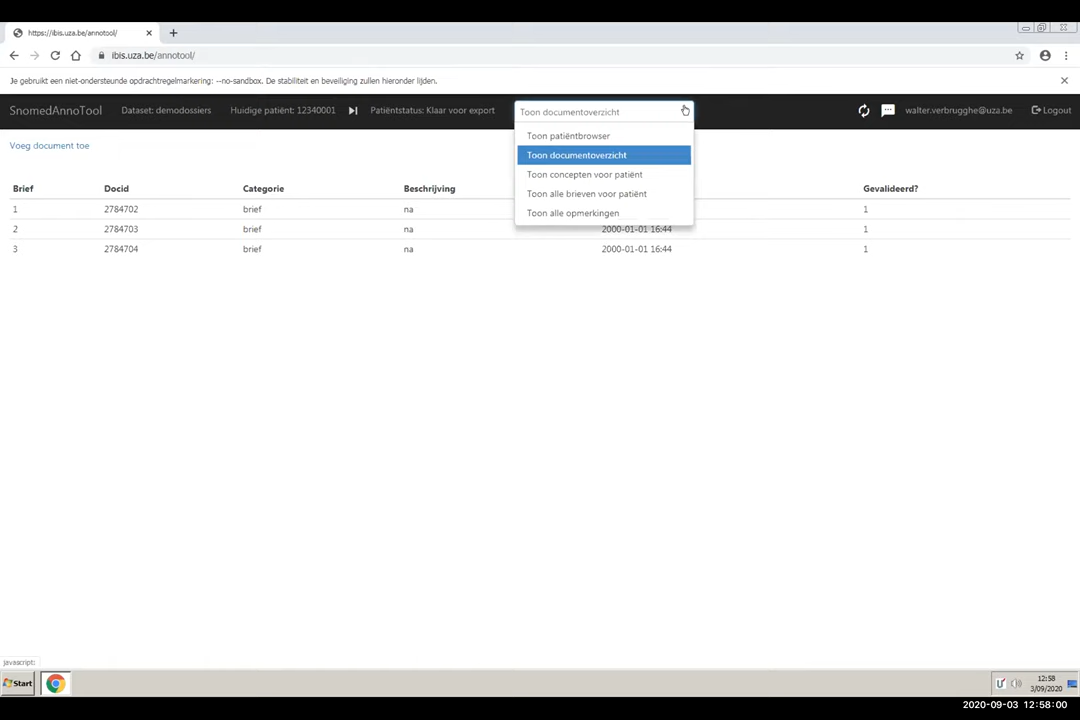 https://ibis.uza.be/annotool/
ibis.uza.be/annotool/
Je gebruikt een niet-ondersteunde opdrachtregelmarkering: --no-sandbox. De stabiliteit en beveiliging zullen hieronder lijden.
SnomedAnnoTool Dataset: demodossiers Huidige patiënt: 12340001 Patiëntstatus: Klaar voor export Toon documentoverzicht walter.verbrugghe@uza.be Logout
Toon patiëntbrowser
Voeg document toe
Toon documentoverzicht
Toon concepten voor patiënt
Brief Docid Categorie Beschrijving Gevalideerd?
Toon alle brieven voor patiënt
1 2784702 brief na 1
Toon alle opmerkingen
2 2784703 brief na 2000-01-01 16:44 1
3 2784704 brief na 2000-01-01 16:44 1
javascript:
Start
12:58
3/09/2020
2020-09-03 12:58:00